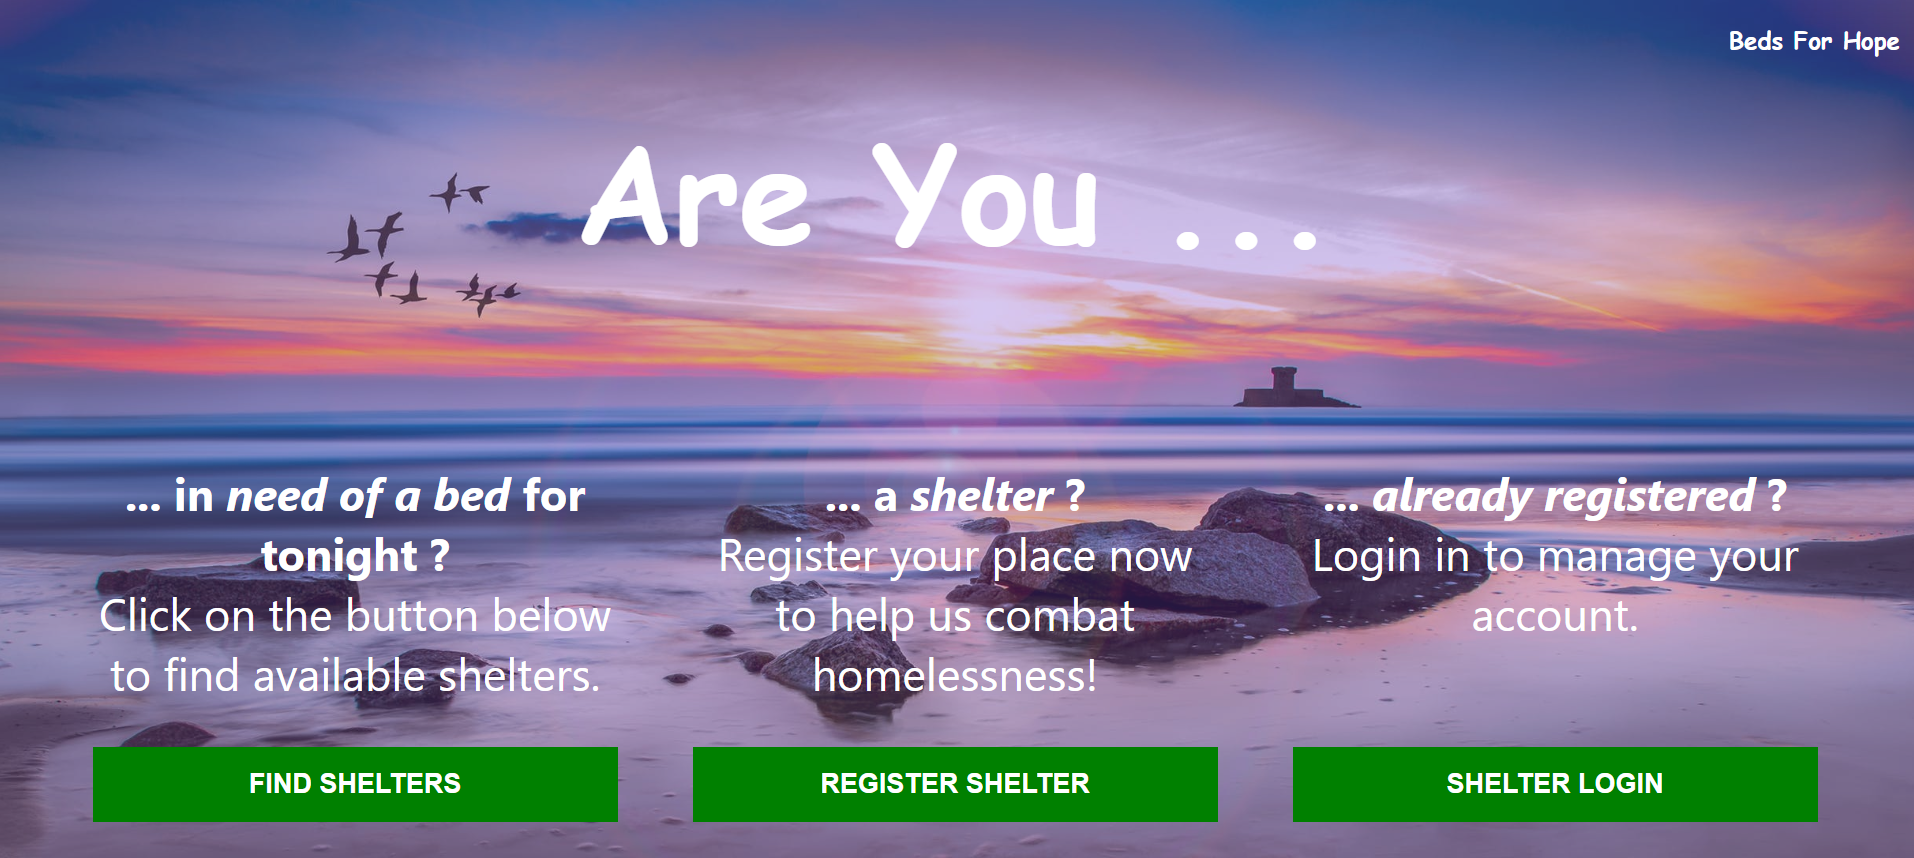 Beds For Hope
Are You ...
... in need of a bed for
tonight ?
Click on the button below
to find available shelters.
FIND SHELTERS
... a shelter ?
Register your place now
to help us combat
homelessness!
REGISTER SHELTER
... already registered ?
Login in to manage your
account.
SHELTER LOGIN